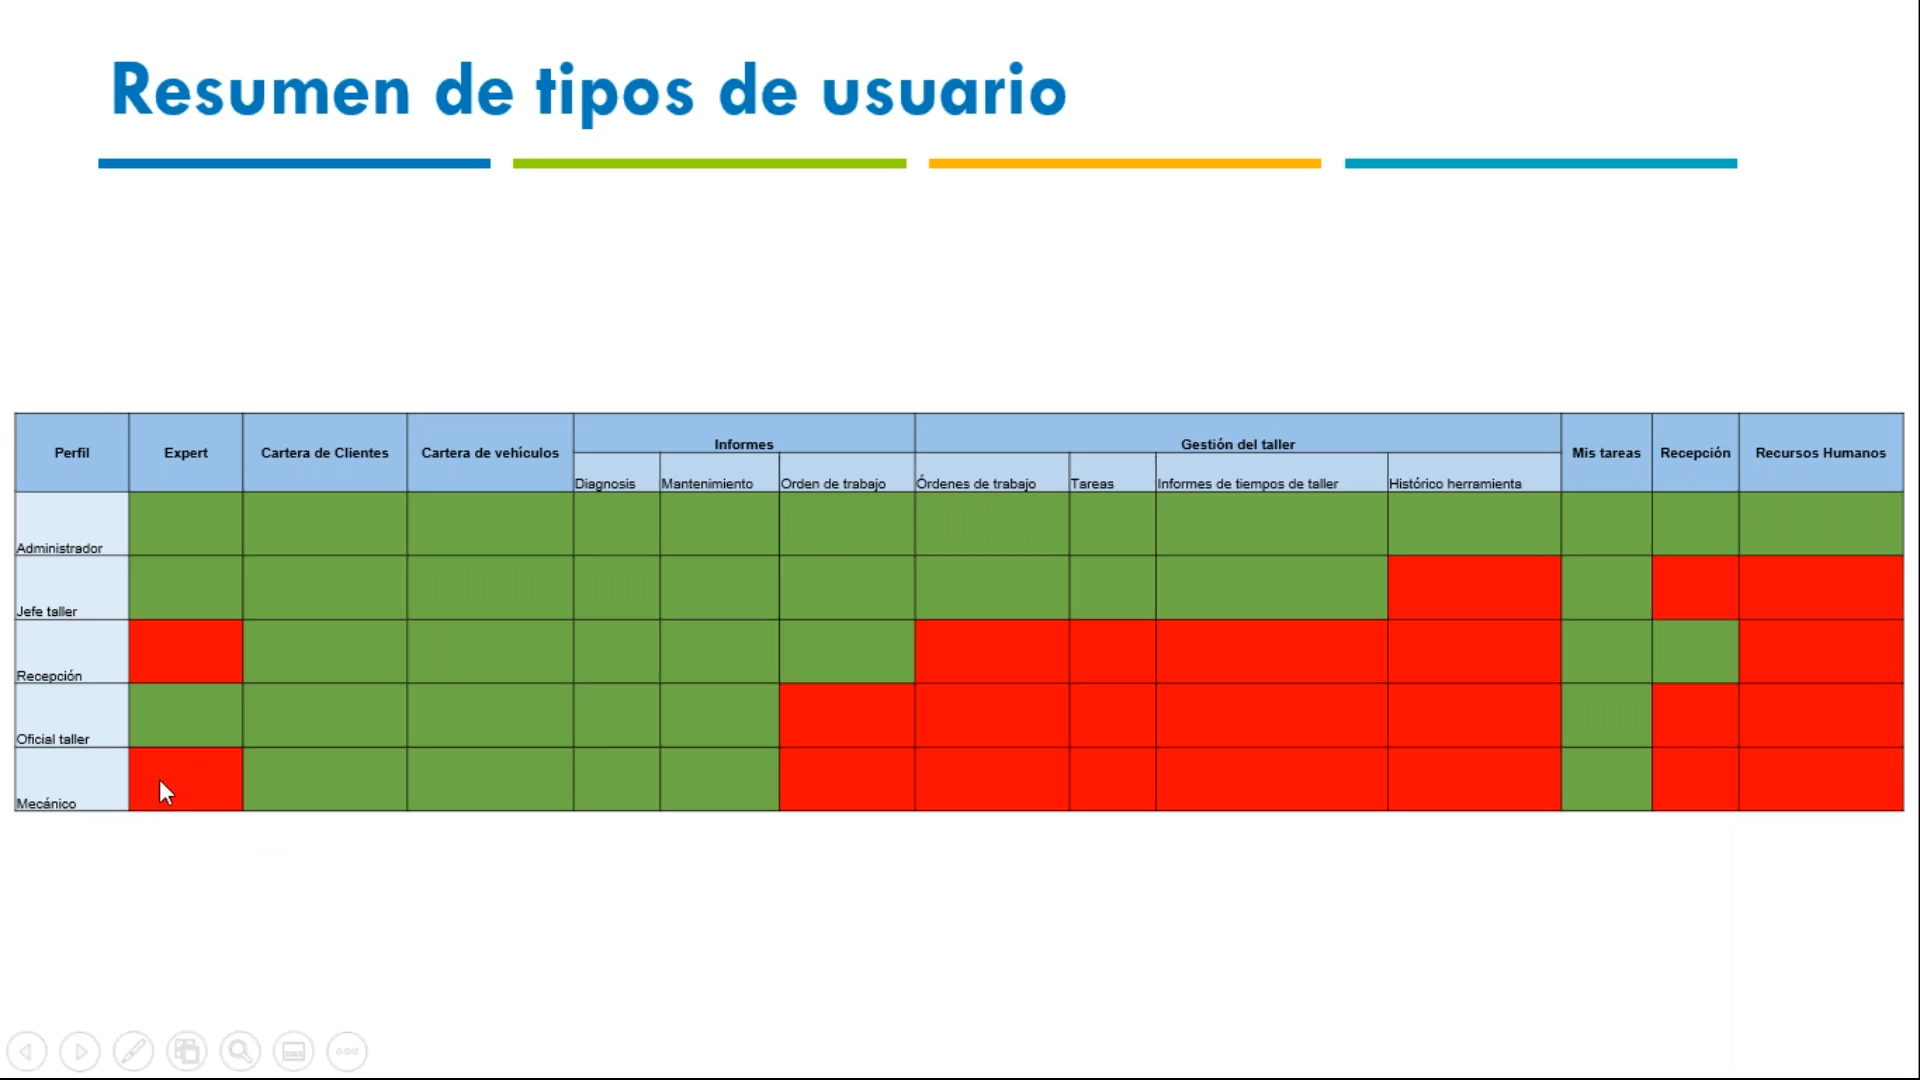 Resumen de tipos de usuario
Perfil Expert Cartera de Clientes Cartera de vehículos Informes Gestión del taller Mis tareas Recepción Recursos Humanos
Diagnosis Mantenimiento Orden de trabajo Órdenes de trabajo Tareas Informes de tiempos de taller Histórico herramienta
Administrador
Jefe taller
Recepción
Oficial taller
Mecánico